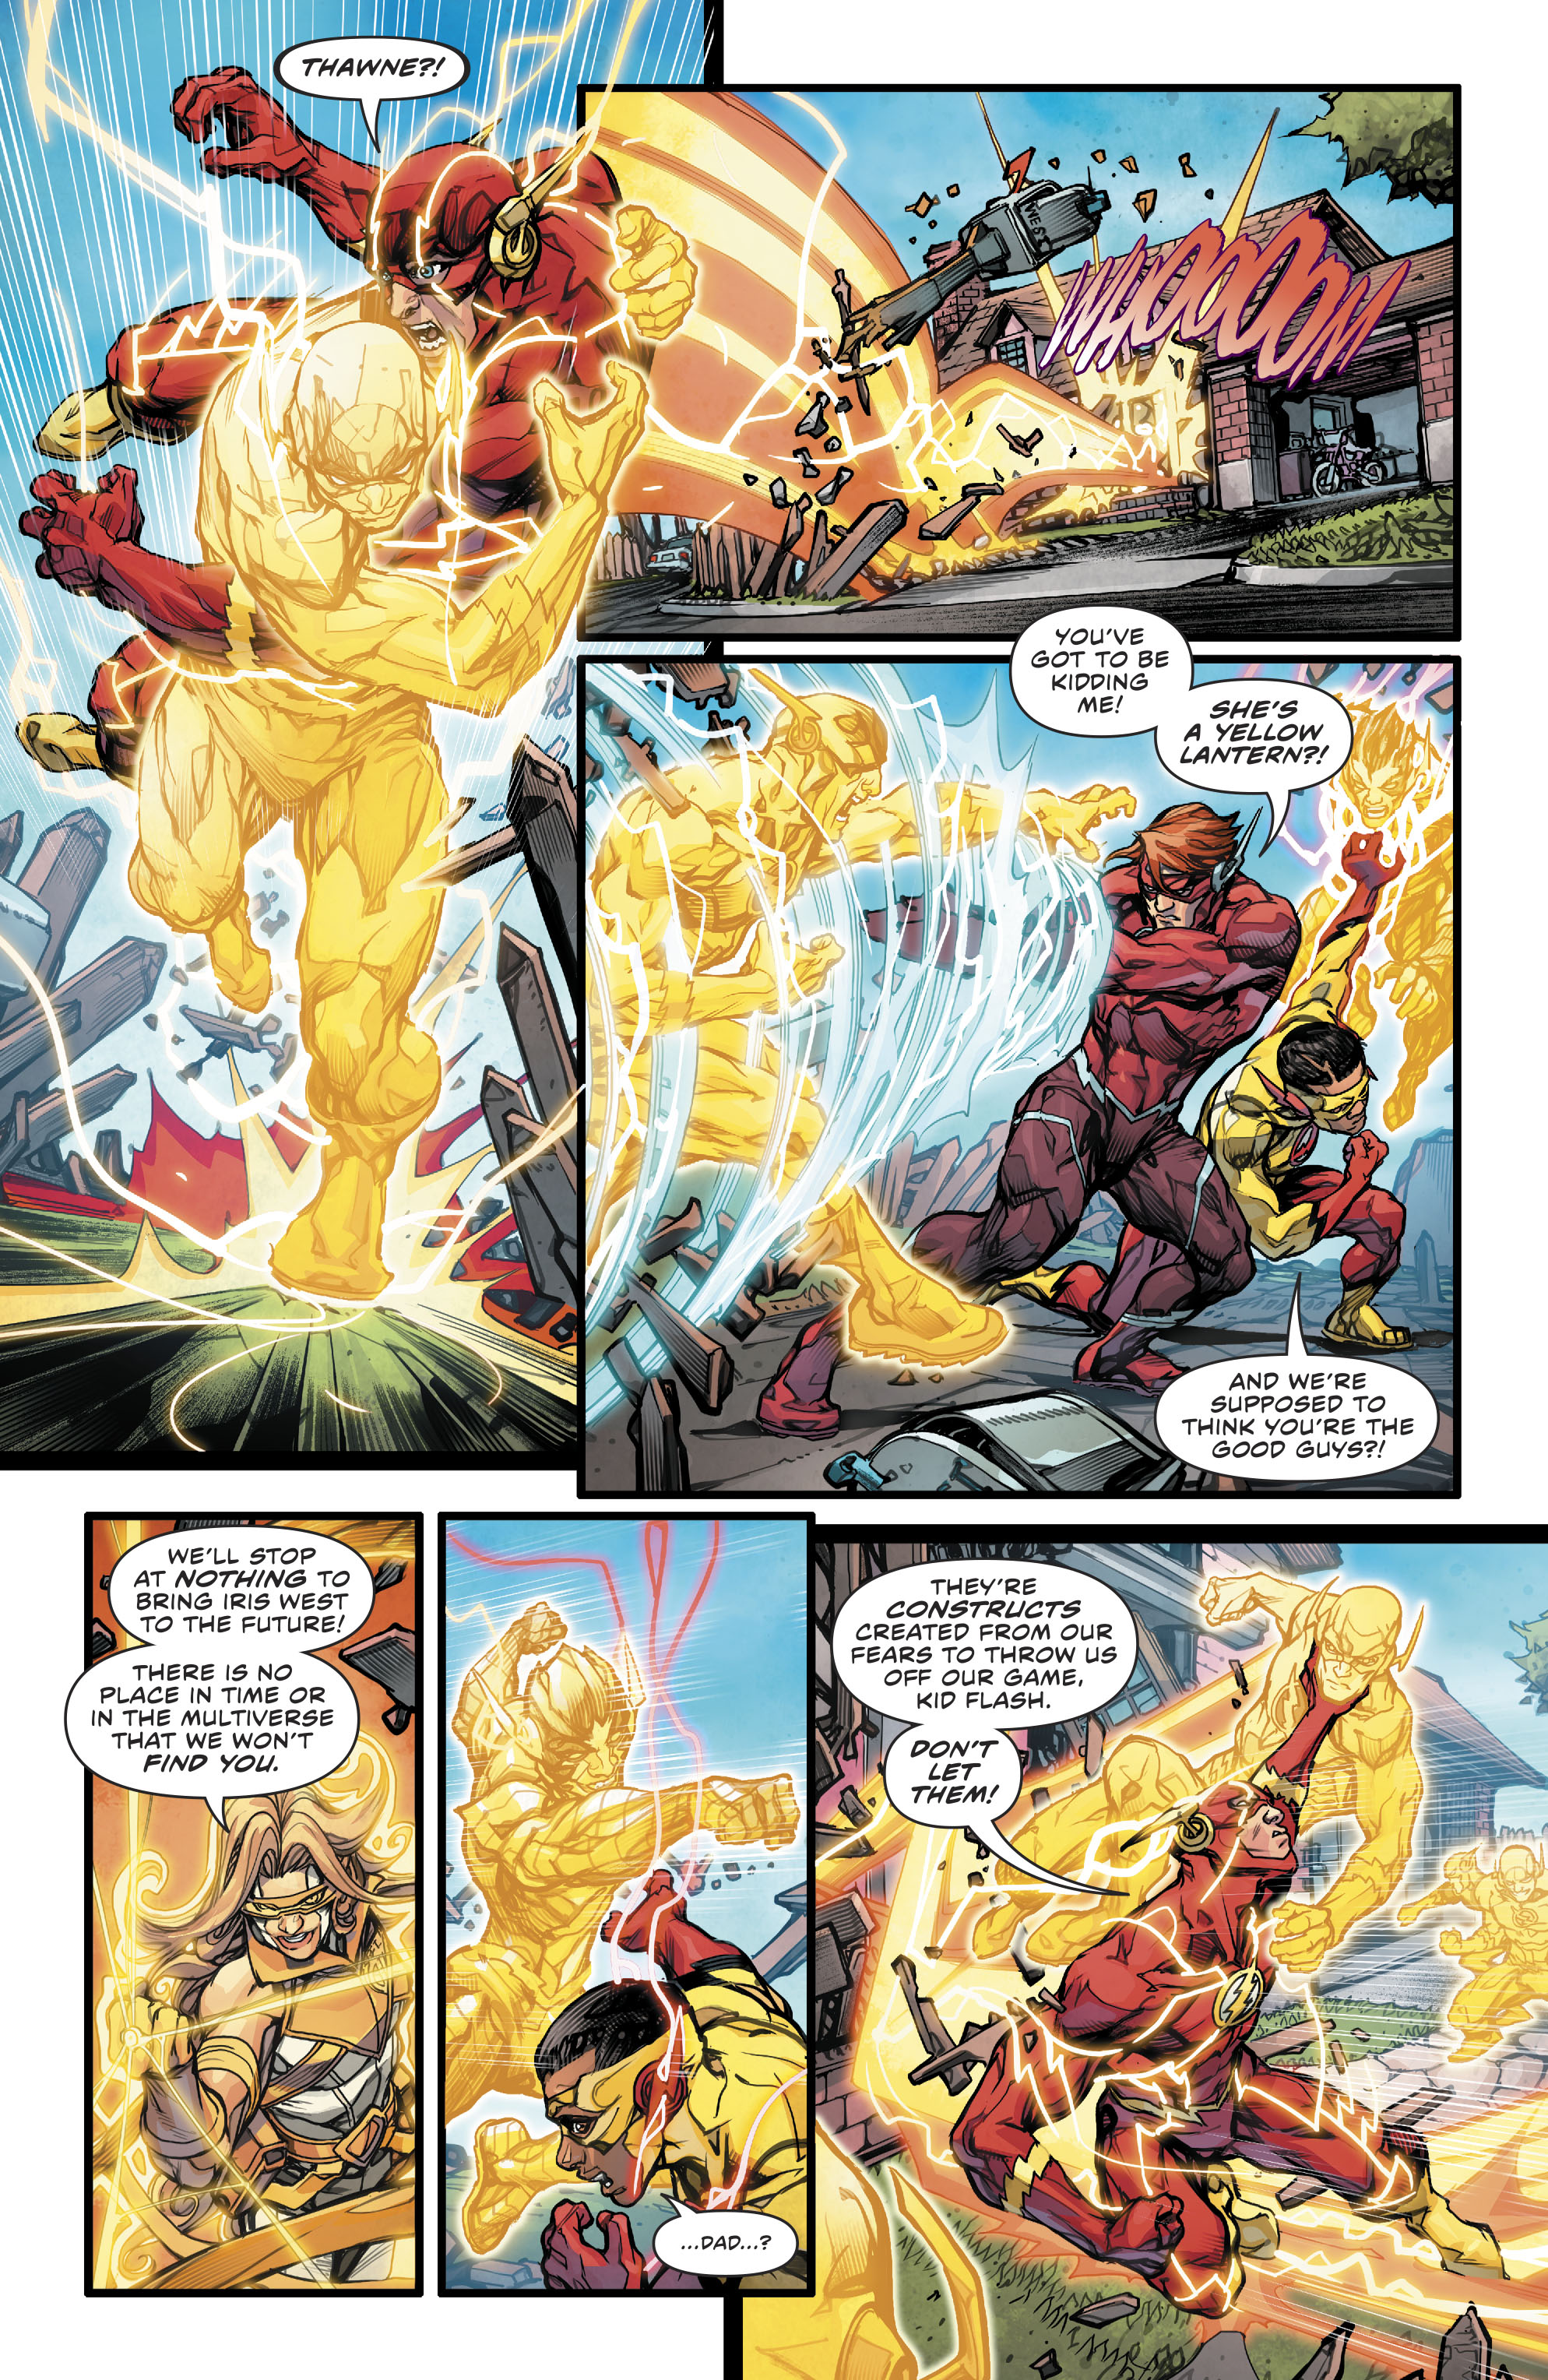 THAWNE?!
WEST
WHOOOOOM
YOU'VE
GOT TO BE
KIDDING
ME!
SHE'S
A YELLOW
LANTERN?!
AND WE'RE
SUPPOSED TO
THINK YOU'RE THE
GOOD GUYS?!
WE'LL STOP
AT NOTHING TO
BRING IRIS WEST
TO THE FUTURE!
THERE IS NO
PLACE IN TIME OR
IN THE MULTIVERSE
THAT WE WON'T
FIND YOU.
...DAD...?
THEY'RE
CONSTRUCTS
CREATED FROM OUR
FEARS TO THROW US
OFF OUR GAME,
KID FLASH.
DON'T
LET
THEM!